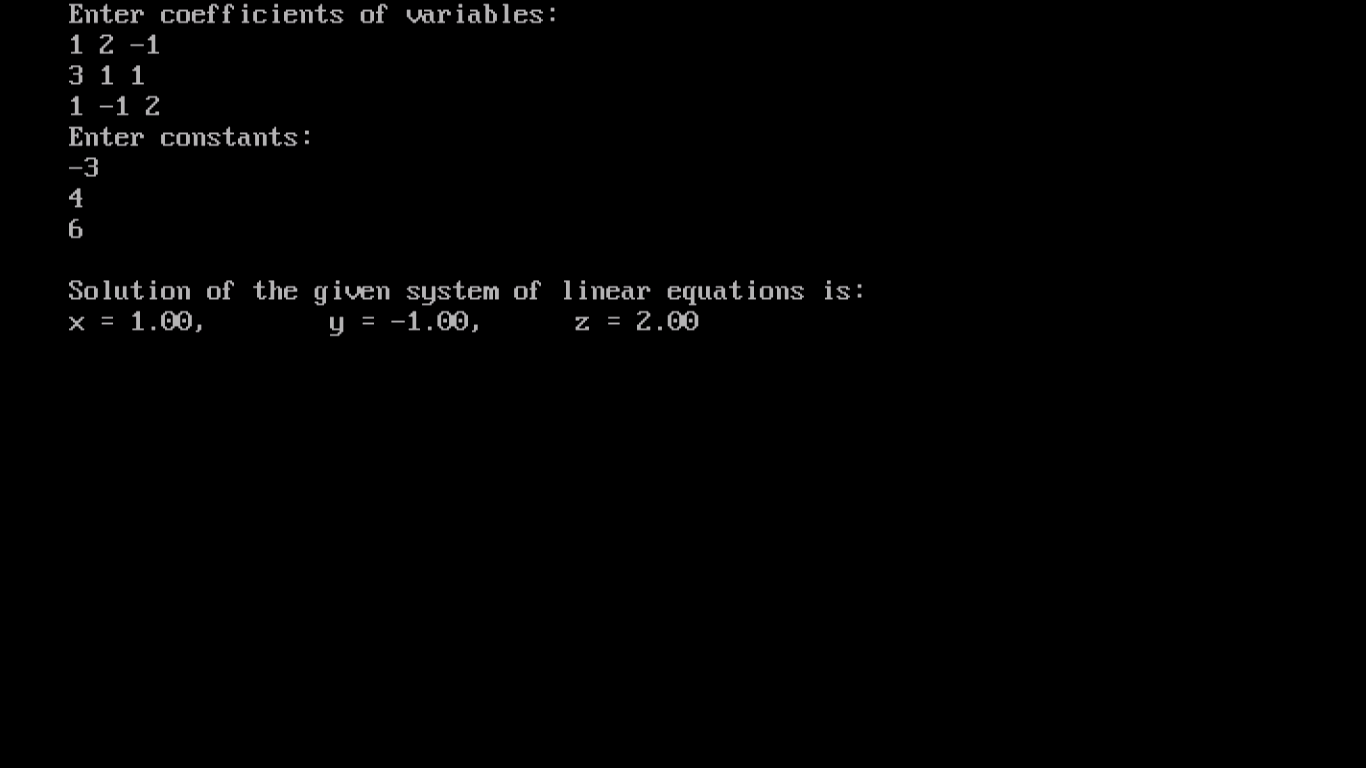 Enter coefficients of variables:
1 2 -1
3 1 1
1 -1 2
Enter constants:
-3
4
6
Solution of the given system of linear equations is:
x = 1.00, y = -1.00, z = 2.00